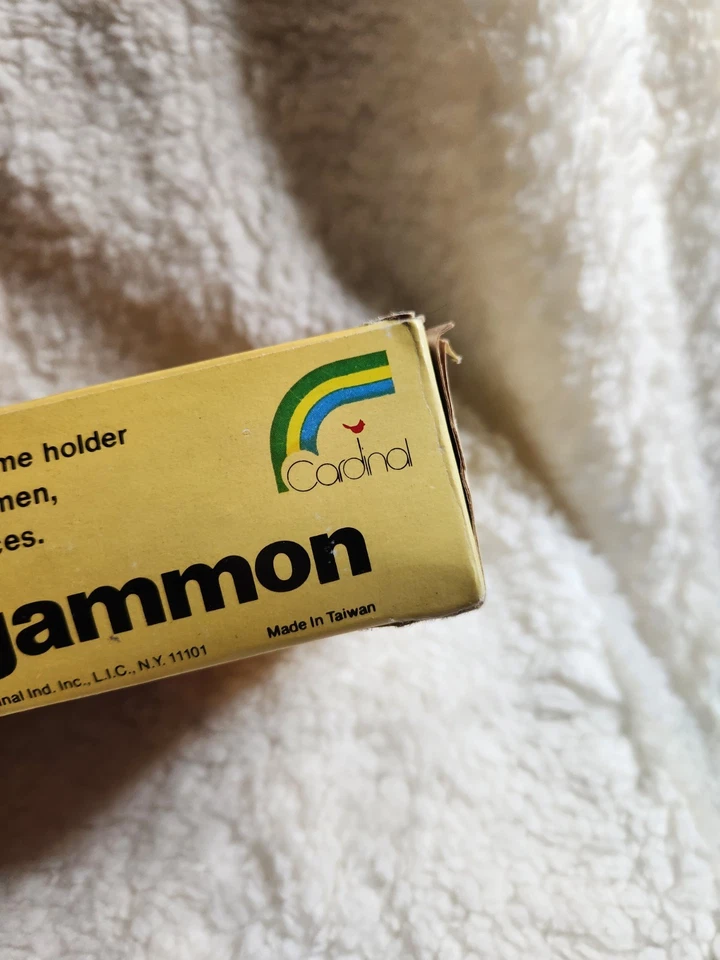 me holder
men,
ces.
Cardinal
gammon
Made In Taiwan
nal Ind. Inc., L.I.C., N.Y. 11101